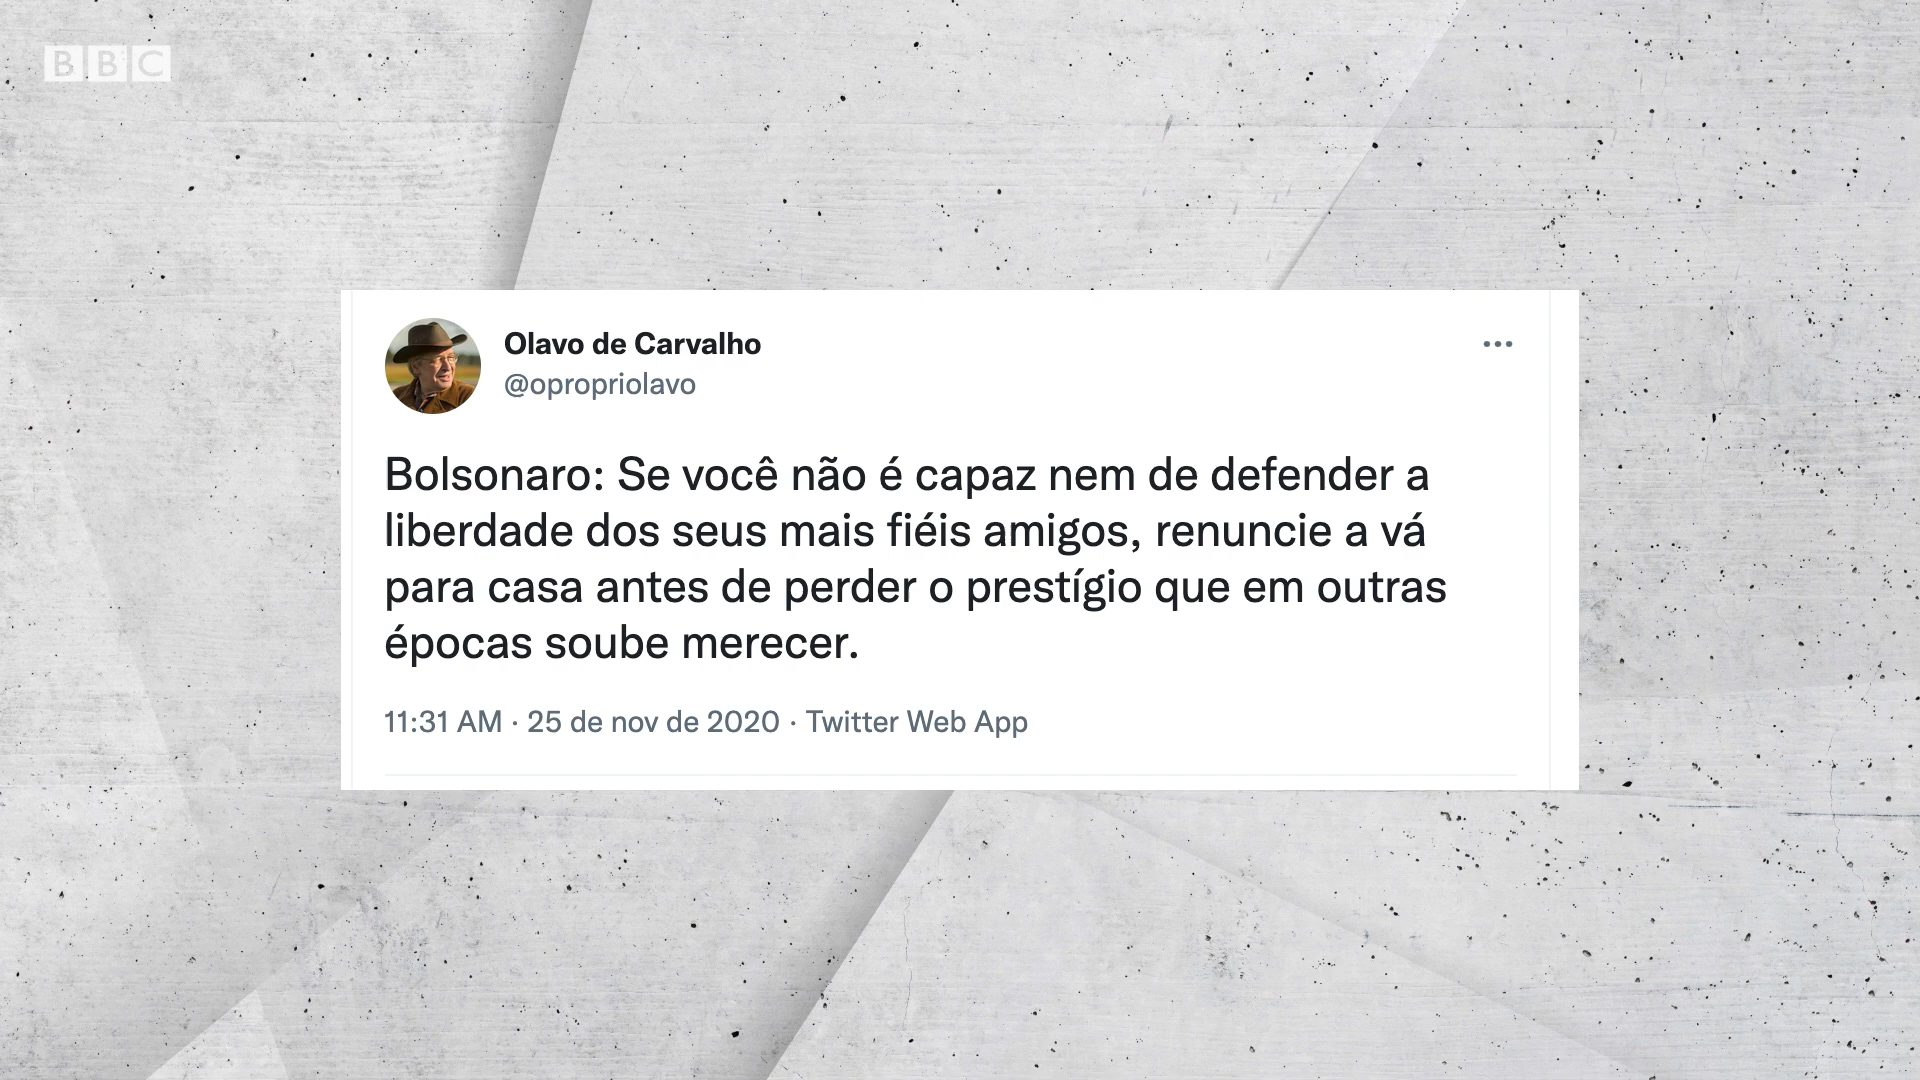 BBC
Olavo de Carvalho
@opropriolavo
Bolsonaro: Se você não é capaz nem de defender a
liberdade dos seus mais fiéis amigos, renuncie a vá
para casa antes de perder o prestígio que em outras
épocas soube merecer.
11:31 AM · 25 de nov de 2020 · Twitter Web App